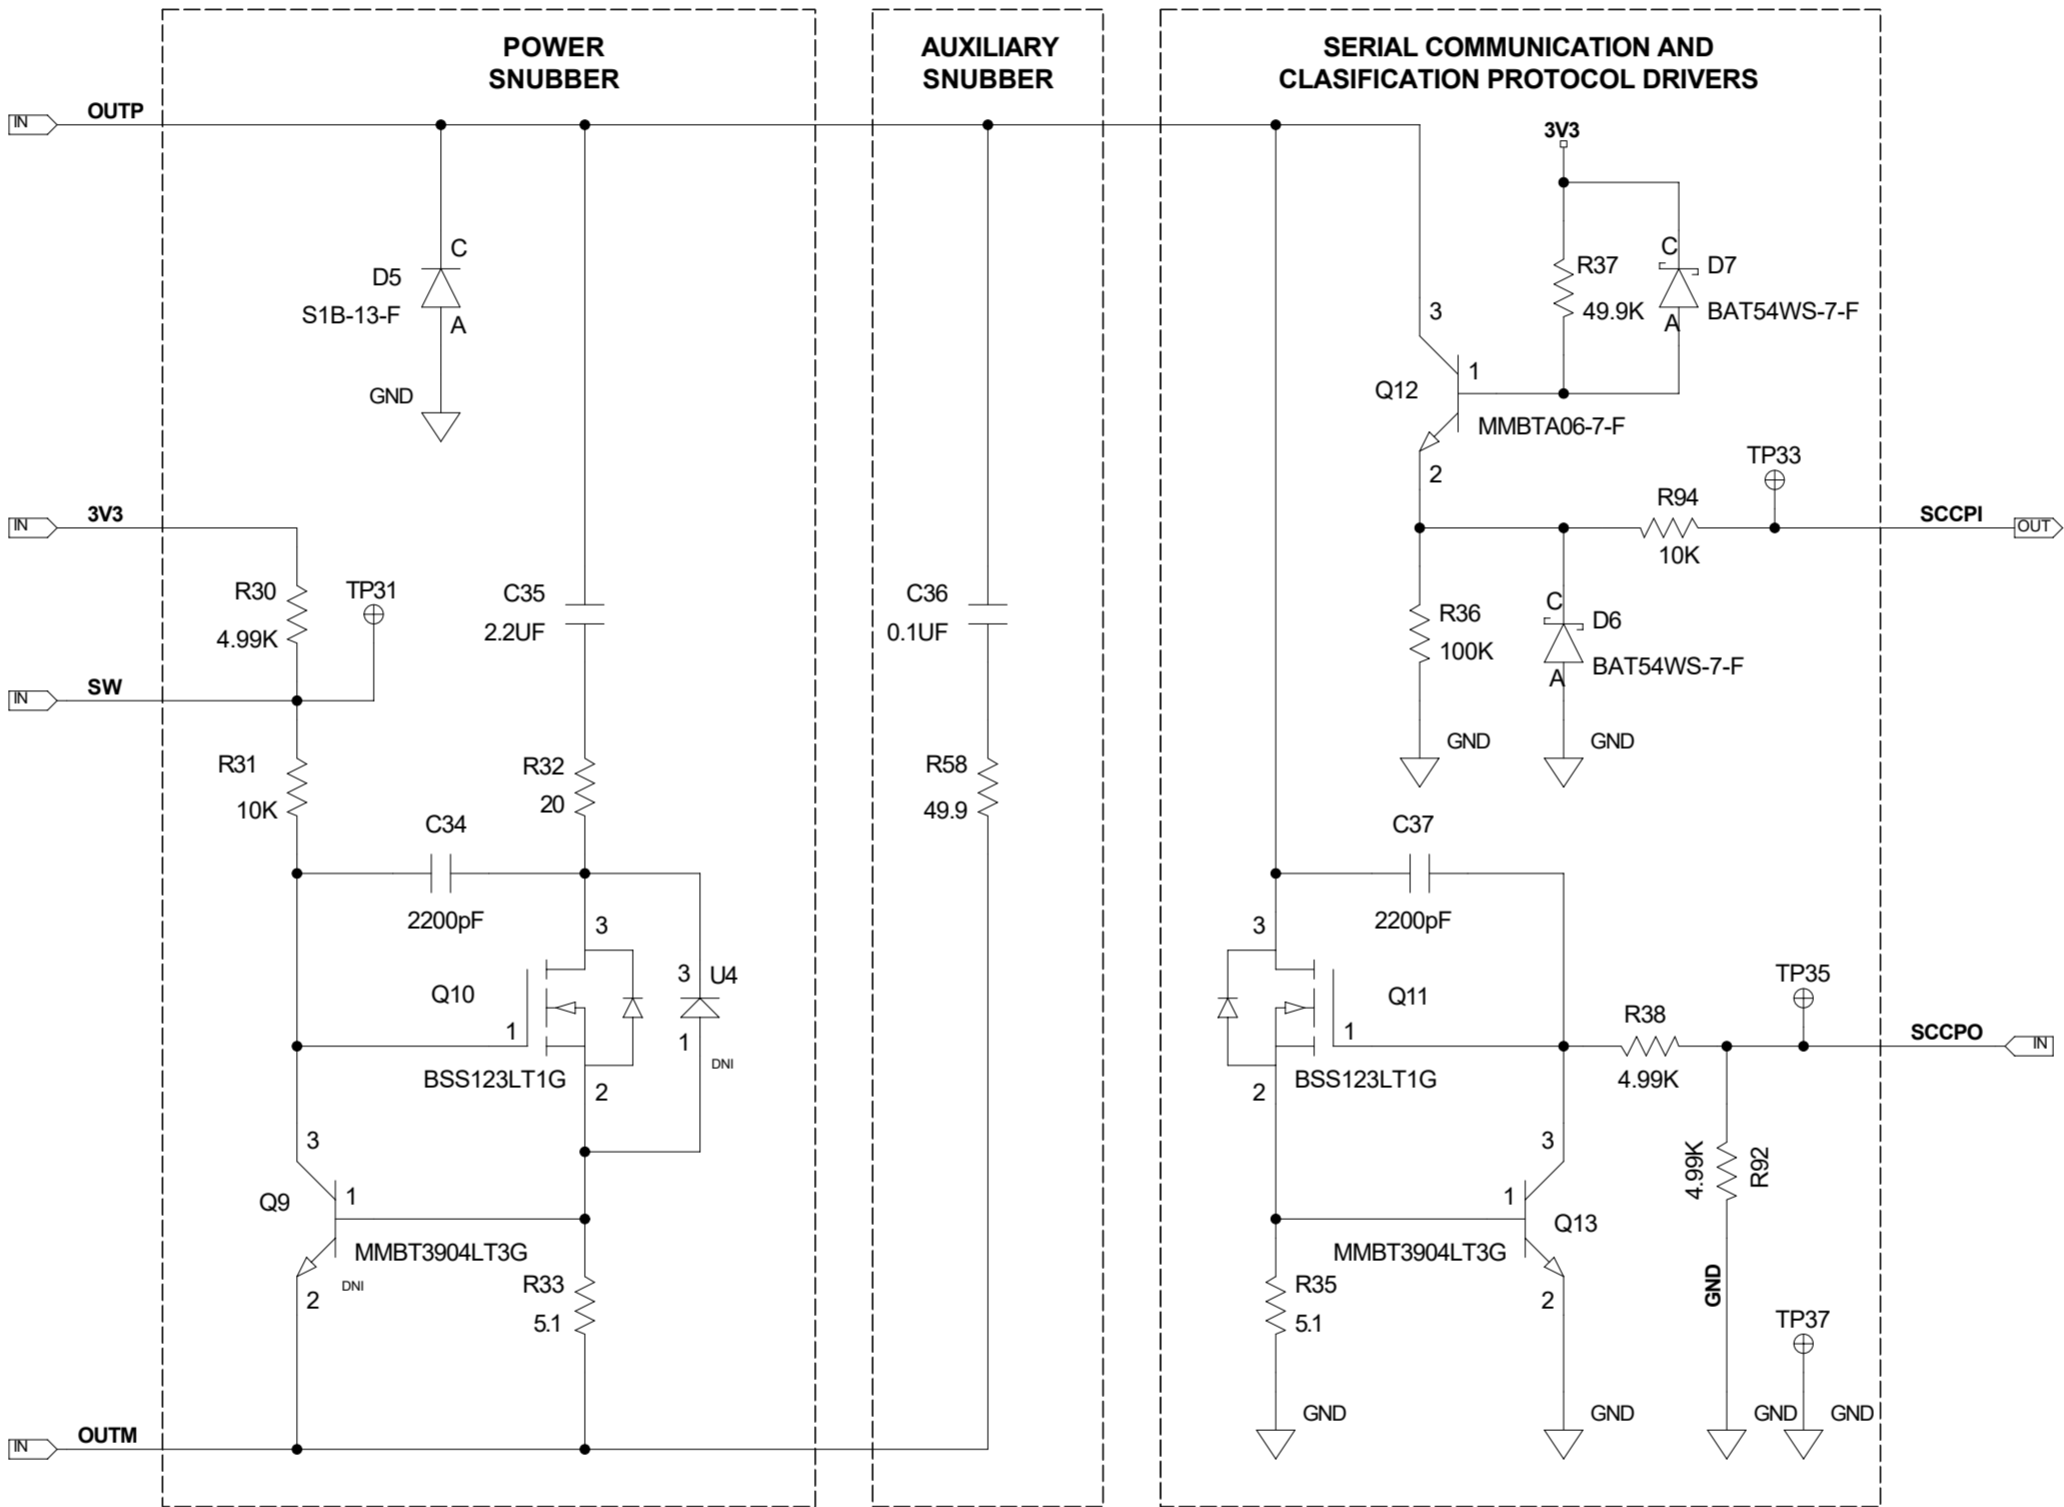 POWER
SNUBBER
AUXILIARY
SNUBBER
SERIAL COMMUNICATION AND
CLASIFICATION PROTOCOL DRIVERS
IN
OUTP
3V3
C
D5
S1B-13-F
A
GND
C
R37
D7
49.9K
BAT54WS-7-F
A
3
1
Q12
MMBTA06-7-F
2
TP33
R94
10K
SCCPI
OUT
IN
3V3
R30
4.99K
TP31
C35
2.2UF
C36
0.1UF
R36
100K
C
D6
BAT54WS-7-F
A
GND
GND
IN
SW
R31
10K
R32
20
R58
49.9
C34
2200pF
C37
2200pF
3
3
U4
Q10
1
1
DNI
BSS123LT1G
2
3
Q11
1
BSS123LT1G
2
TP35
R38
4.99K
SCCPO
IN
3
Q9
1
MMBT3904LT3G
DNI
2
R33
5.1
3
1
Q13
MMBT3904LT3G
2
R35
5.1
4.99K
R92
GND
TP37
GND
GND
GND
GND
IN
OUTM